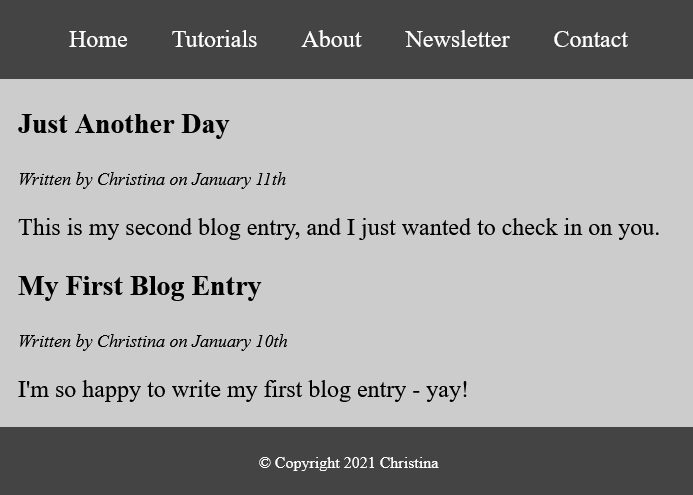 Home Tutorials About Newsletter Contact
Just Another Day
Written by Christina on January 11th
This is my second blog entry, and I just wanted to check in on you.
My First Blog Entry
Written by Christina on January 10th
I'm so happy to write my first blog entry - yay!
© Copyright 2021 Christina